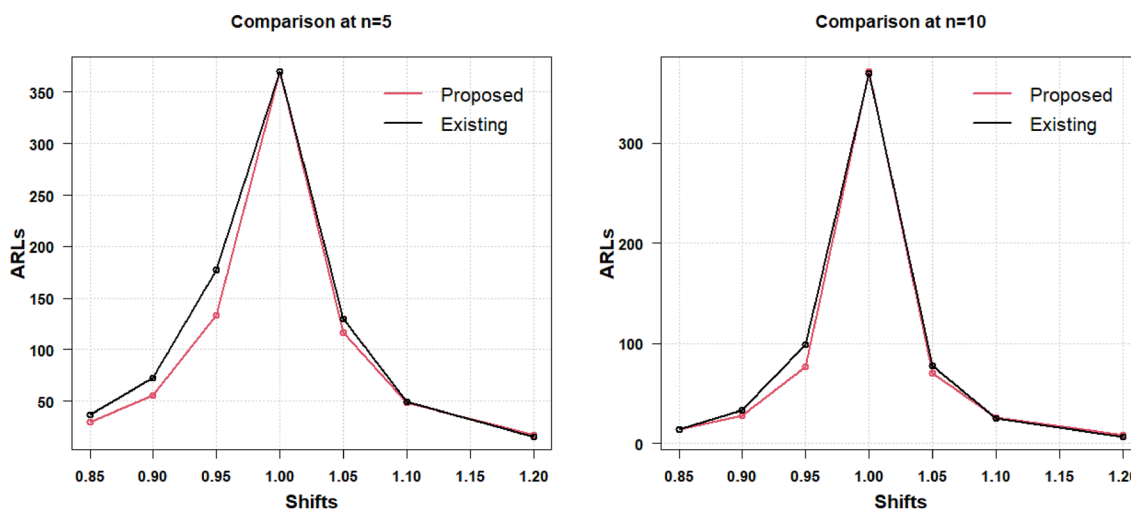 Comparison at n=5
ARLs
350
300
250
200
150
100
50
Proposed
Existing
0.85 0.90 0.95 1.00 1.05 1.10 1.15 1.20
Shifts
Comparison at n=10
ARLs
300
200
100
0
Proposed
Existing
0.85 0.90 0.95 1.00 1.05 1.10 1.15 1.20
Shifts